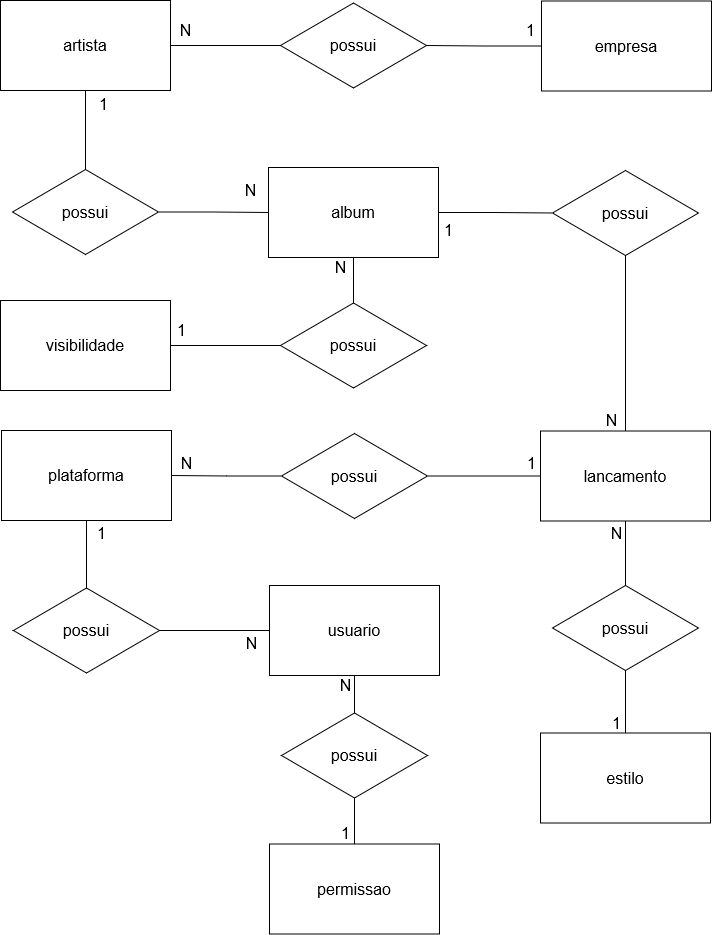 artista
N
possui
1
empresa
1
possui
N
album
1
possui
N
visibilidade
1
possui
N
plataforma
N
possui
1
lancamento
1
N
possui
N
usuario
possui
N
possui
1
1
estilo
permissao